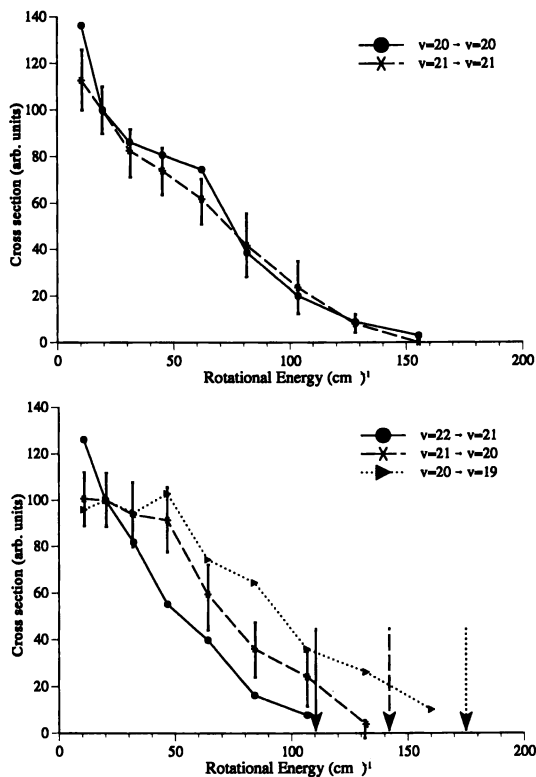 140
120
100
80
60
40
20
0
Cross section (arb. units)
v=20 → v=20
v=21 → v=21
0 50 100 150 200
Rotational Energy (cm )¹
140
120
100
80
60
40
20
0
Cross section (arb. units)
v=22 → v=21
v=21 → v=20
v=20 → v=19
0 50 100 150 200
Rotational Energy (cm )¹